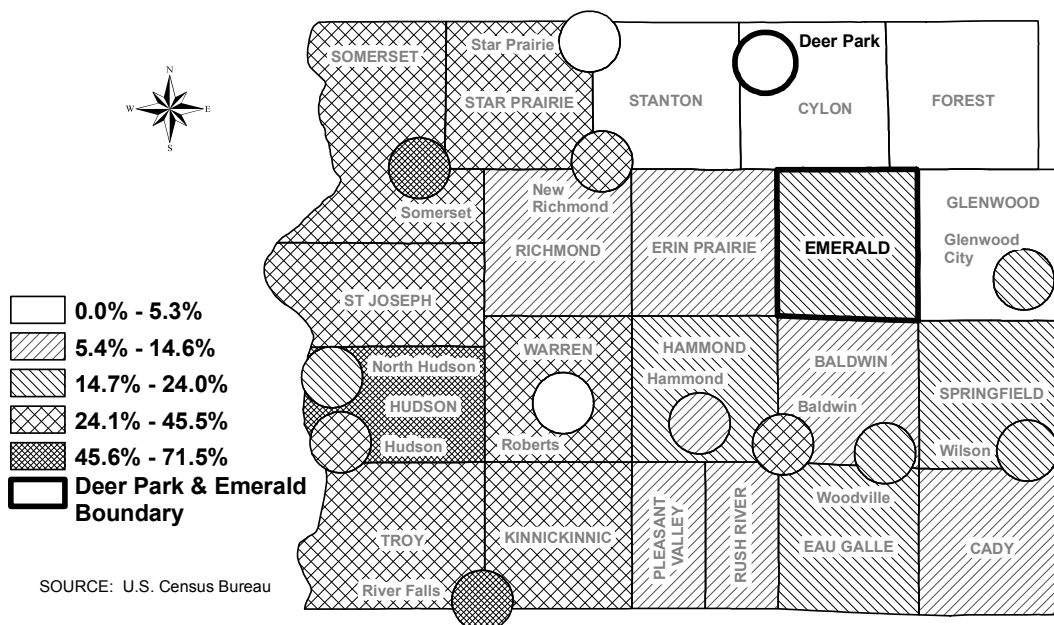 Deer Park
SOMERSET
Star Prairie
STAR PRAIRIE
STANTON
CYLON
FOREST
N
W
E
S
Somerset
New
Richmond
RICHMOND
ERIN PRAIRIE
EMERALD
GLENWOOD
Glenwood
City
ST JOSEPH
0.0% - 5.3%
5.4% - 14.6%
14.7% - 24.0%
24.1% - 45.5%
45.6% - 71.5%
Deer Park & Emerald
Boundary
North Hudson
HUDSON
Hudson
WARREN
Roberts
HAMMOND
Hammond
BALDWIN
Baldwin
SPRINGFIELD
Wilson
TROY
River Falls
KINNICKINNIC
PLEASANT
VALLEY
RUSH RIVER
Woodville
EAU GALLE
CADY
SOURCE: U.S. Census Bureau